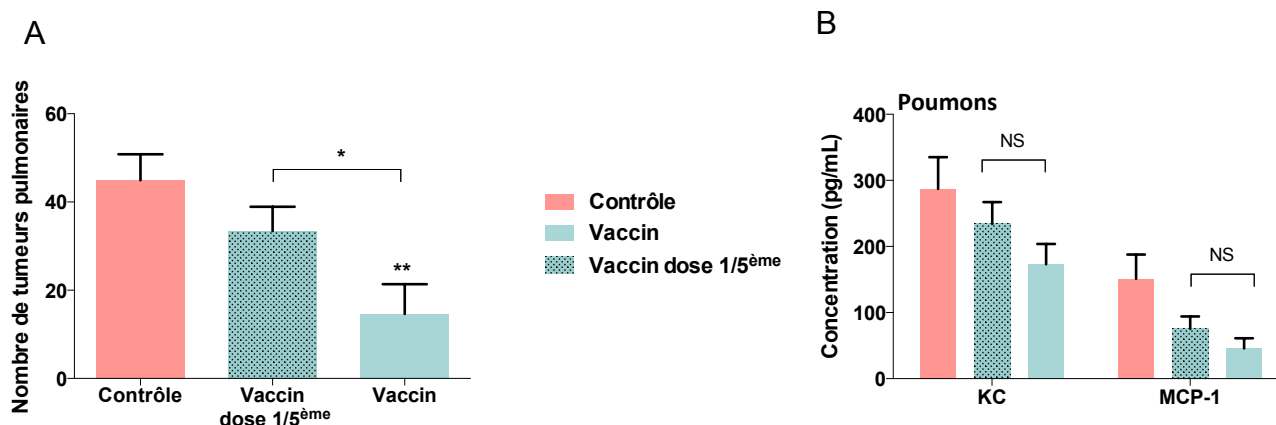 A
Nombre de tumeurs pulmonaires
60
40
20
0
*
**
Contrôle
Vaccin
dose 1/5ème
Vaccin
Contrôle
Vaccin
Vaccin dose 1/5ème
B
Poumons
Concentration (pg/mL)
400
300
200
100
0
NS
NS
KC
MCP-1